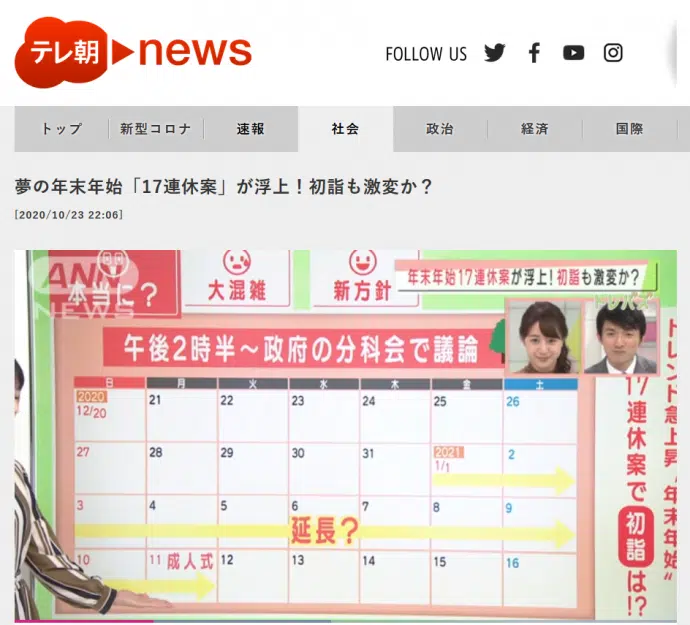 テレ朝 news
FOLLOW US
トップ 新型コロナ 速報 社会 政治 経済 国際
夢の年末年始「17連休案」が浮上！初詣も激変か？
[2020/10/23 22:06]
ANN
NEWS
本当に？
大混雑
新方針
年末年始17連休案が浮上！初詣も激変か？
午後2時半～政府の分科会で議論
日 月 火 水 木 金 土
2020
12/20 21 22 23 24 25 26
27 28 29 30 31
2021
1/1 2
3 4 5 6 7 8 9
延長？
10 11 成人式 12 13 14 15 16
トレンド急上昇"年末年始"
17連休案で初詣は!?